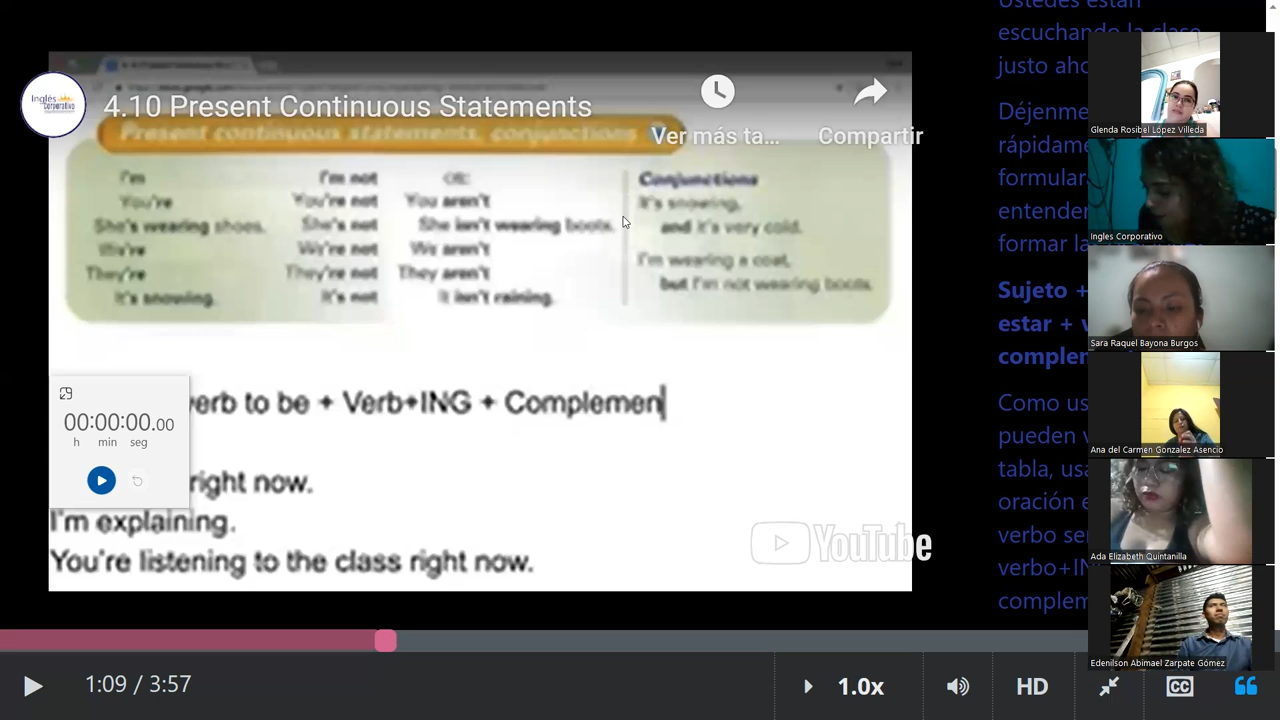 Inglés
Corporativo
4.10 Present Continuous Statements
Ver más ta...
Compartir
Present continuous statements, conjunctions
I'm
You're
She's wearing shoes.
We're
They're
It's snowing.
I'm not
You're not
She's not
We're not
They're not
It's not
OR:
You aren't
She isn't wearing boots.
We aren't
They aren't
It isn't raining.
Conjunctions
It's snowing,
and it's very cold.
I'm wearing a coat,
but I'm not wearing boots.
verb to be + Verb+ING + Complemen
00:00:00.00
h min seg
right now.
I'm explaining.
You're listening to the class right now.
YouTube
Ustedes están
escuchando la clase
justo aho
Déjenme
rápidame
formular
entender
formar la
Sujeto +
estar + v
complem
Como us
pueden v
tabla, usa
oración e
verbo se
verbo+IN
complem
Glenda Rosibel López Villeda
Ingles Corporativo
Sara Raquel Bayona Burgos
Ana del Carmen Gonzalez Asencio
Ada Elizabeth Quintanilla
Edenilson Abimael Zarpate Gómez
1:09 / 3:57
1.0x
HD
CC